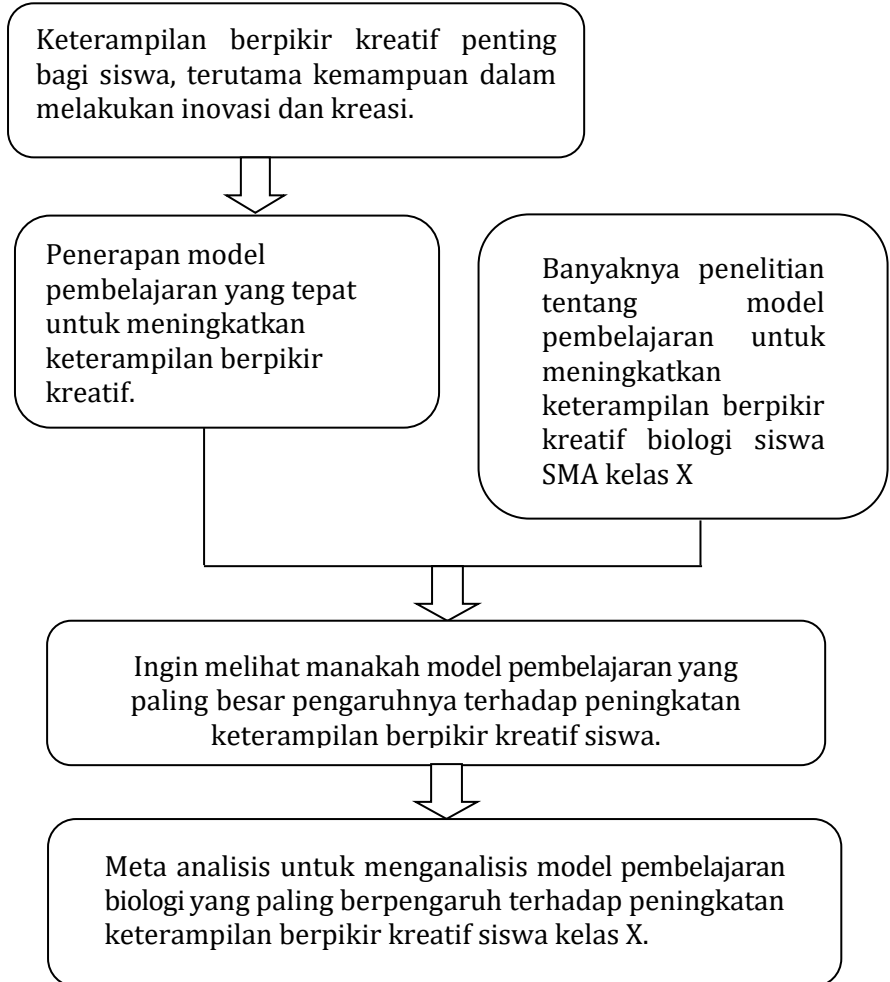 Keterampilan berpikir kreatif penting
bagi siswa, terutama kemampuan dalam
melakukan inovasi dan kreasi.
Penerapan model
pembelajaran yang tepat
untuk meningkatkan
keterampilan berpikir
kreatif.
Banyaknya penelitian
tentang model
pembelajaran untuk
meningkatkan
keterampilan berpikir
kreatif biologi siswa
SMA kelas X
Ingin melihat manakah model pembelajaran yang
paling besar pengaruhnya terhadap peningkatan
keterampilan berpikir kreatif siswa.
Meta analisis untuk menganalisis model pembelajaran
biologi yang paling berpengaruh terhadap peningkatan
keterampilan berpikir kreatif siswa kelas X.